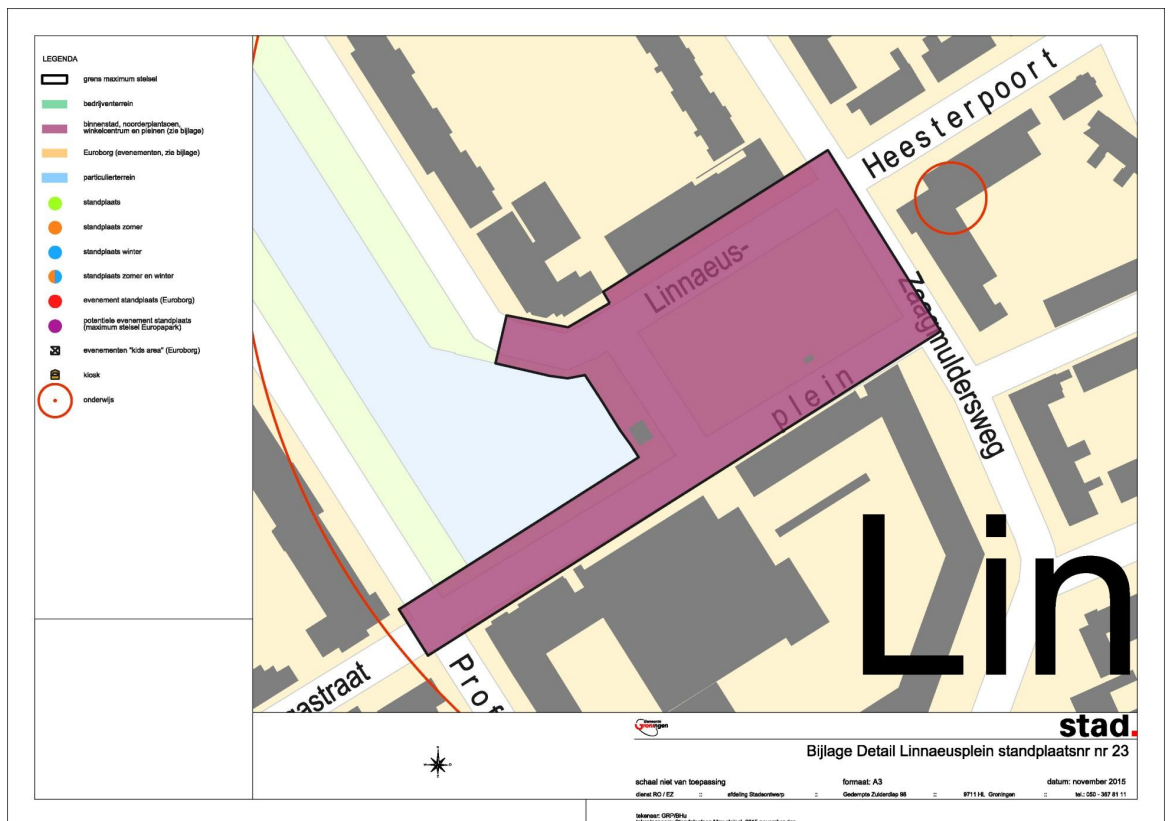 LEGENDA
grens maximum stelsel
bedrijventerrein
binnenstad, noorderplantsoen,
winkelcentrum en pleinen (zie bijlage)
Euroborg (evenementen, zie bijlage)
particulierterrein
standplaats
standplaats zomer
standplaats winter
standplaats zomer en winter
evenement standplaats (Euroborg)
potentiele evenement standplaats
(maximum stelsel Europapark)
evenementen "kids area" (Euroborg)
kiosk
onderwijs
Heesterpoort
Linnaeus-
plein
Zaagmuldersweg
Lin
gastraat
Prof
Gemeente
Groningen
stad.
Bijlage Detail Linnaeusplein standplaatsnr nr 23
schaal niet van toepassing formaat: A3 datum: november 2015
dienst RO / EZ :: afdeling Stadsontwerp :: Gedempte Zuiderdiep 98 :: 9711 HL Groningen :: tel.: 050 - 367 81 11
tekenaar: GRP/BHu